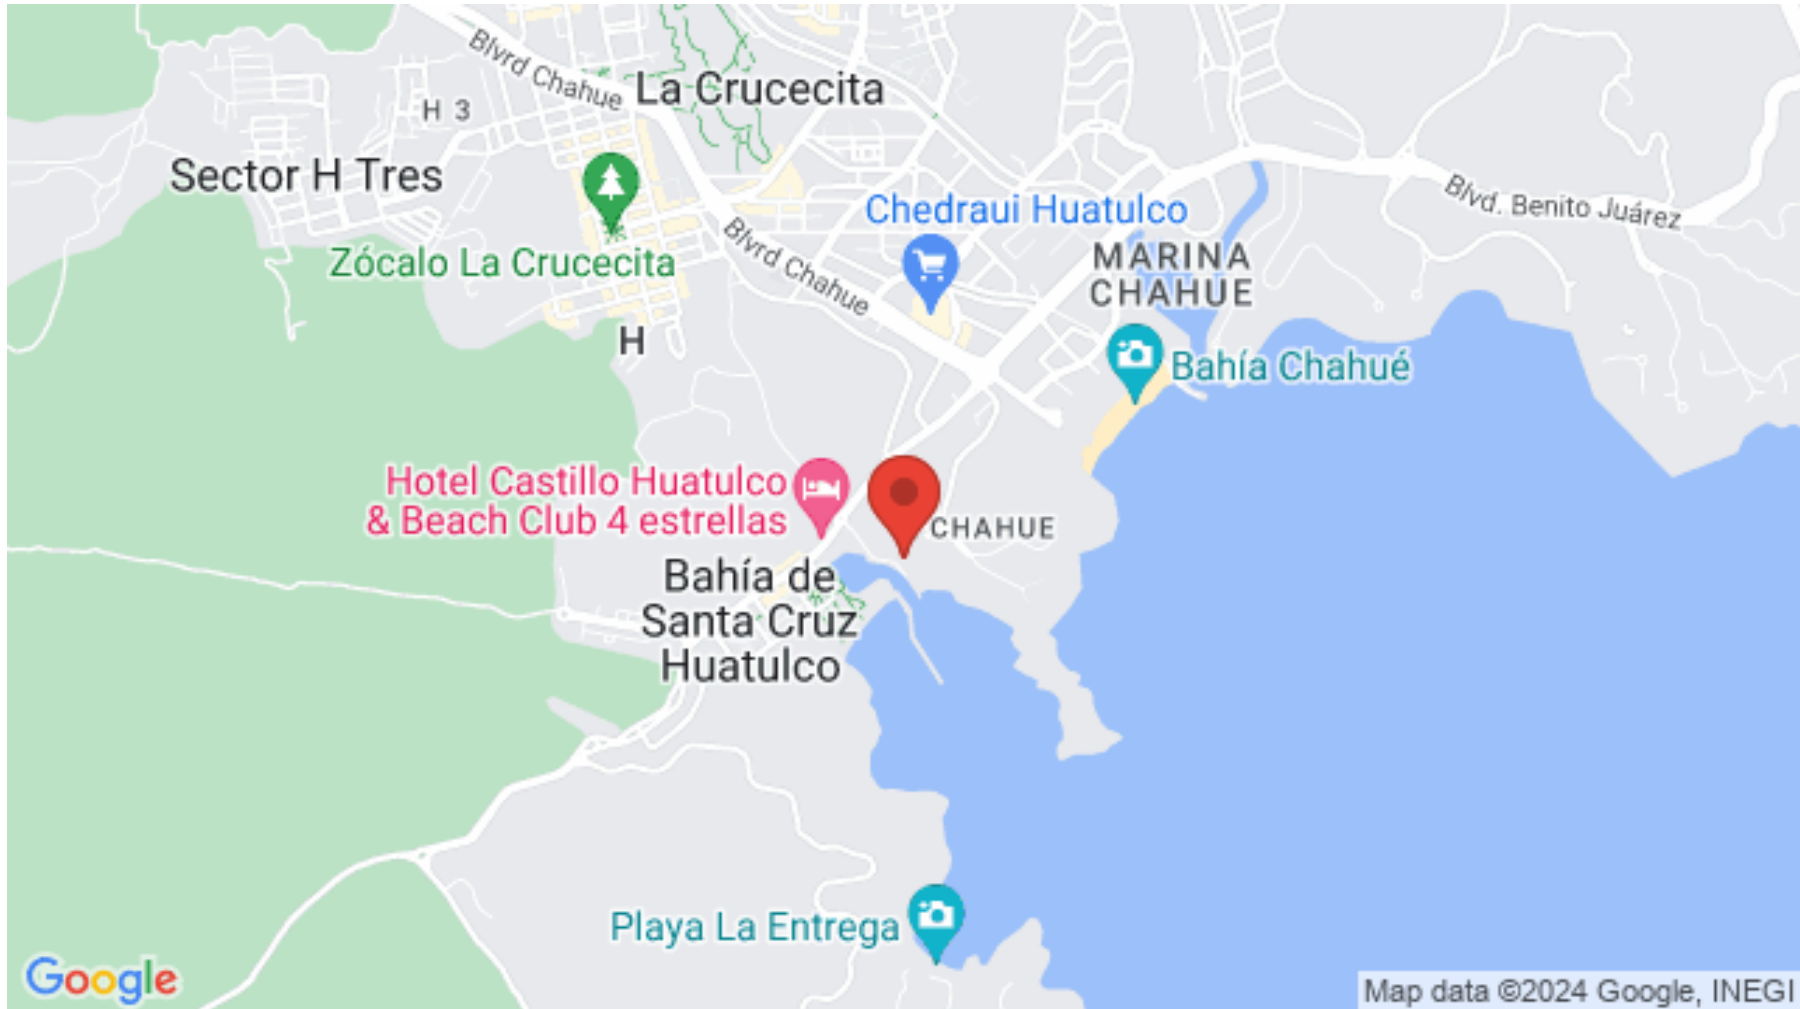 Blvrd Chahue
La Crucecita
H 3
Sector H Tres
Blvd. Benito Juárez
Chedraui Huatulco
Zócalo La Crucecita
Blvrd Chahue
MARINA
CHAHUE
H
Bahía Chahué
Hotel Castillo Huatulco
& Beach Club 4 estrellas
CHAHUE
Bahía de
Santa Cruz
Huatulco
Playa La Entrega
Google
Map data ©2024 Google, INEGI